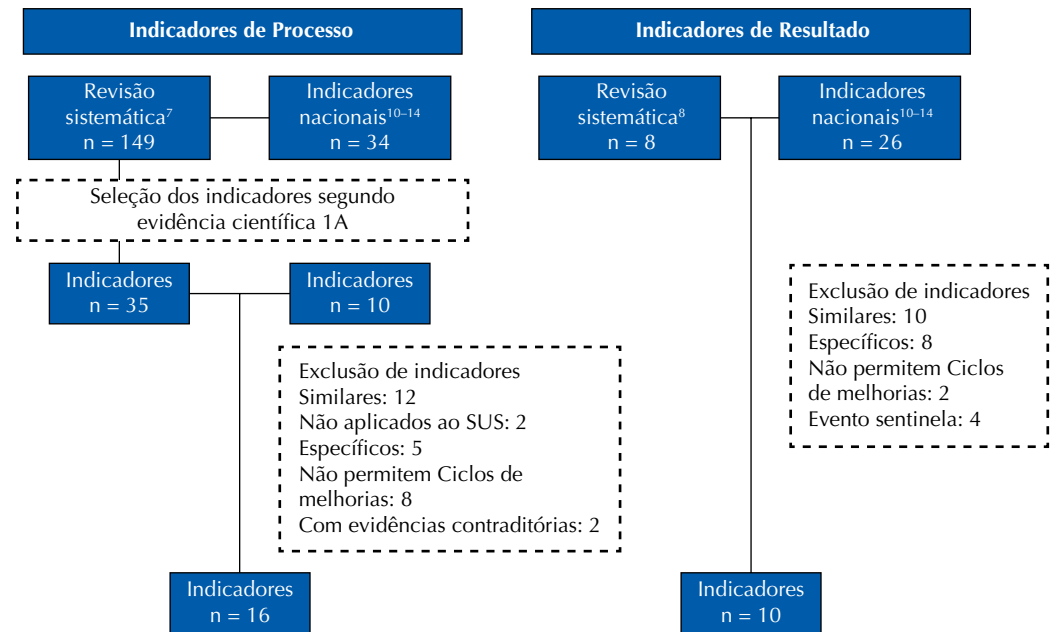 Indicadores de Processo
Revisão
sistemática⁷
n = 149
Indicadores
nacionais¹⁰⁻¹⁴
n = 34
Seleção dos indicadores segundo
evidência científica 1A
Indicadores
n = 35
Indicadores
n = 10
Exclusão de indicadores
Similares: 12
Não aplicados ao SUS: 2
Específicos: 5
Não permitem Ciclos de
melhorias: 8
Com evidências contraditórias: 2
Indicadores
n = 16
Indicadores de Resultado
Revisão
sistemática⁸
n = 8
Indicadores
nacionais¹⁰⁻¹⁴
n = 26
Exclusão de indicadores
Similares: 10
Específicos: 8
Não permitem Ciclos
de melhorias: 2
Evento sentinela: 4
Indicadores
n = 10